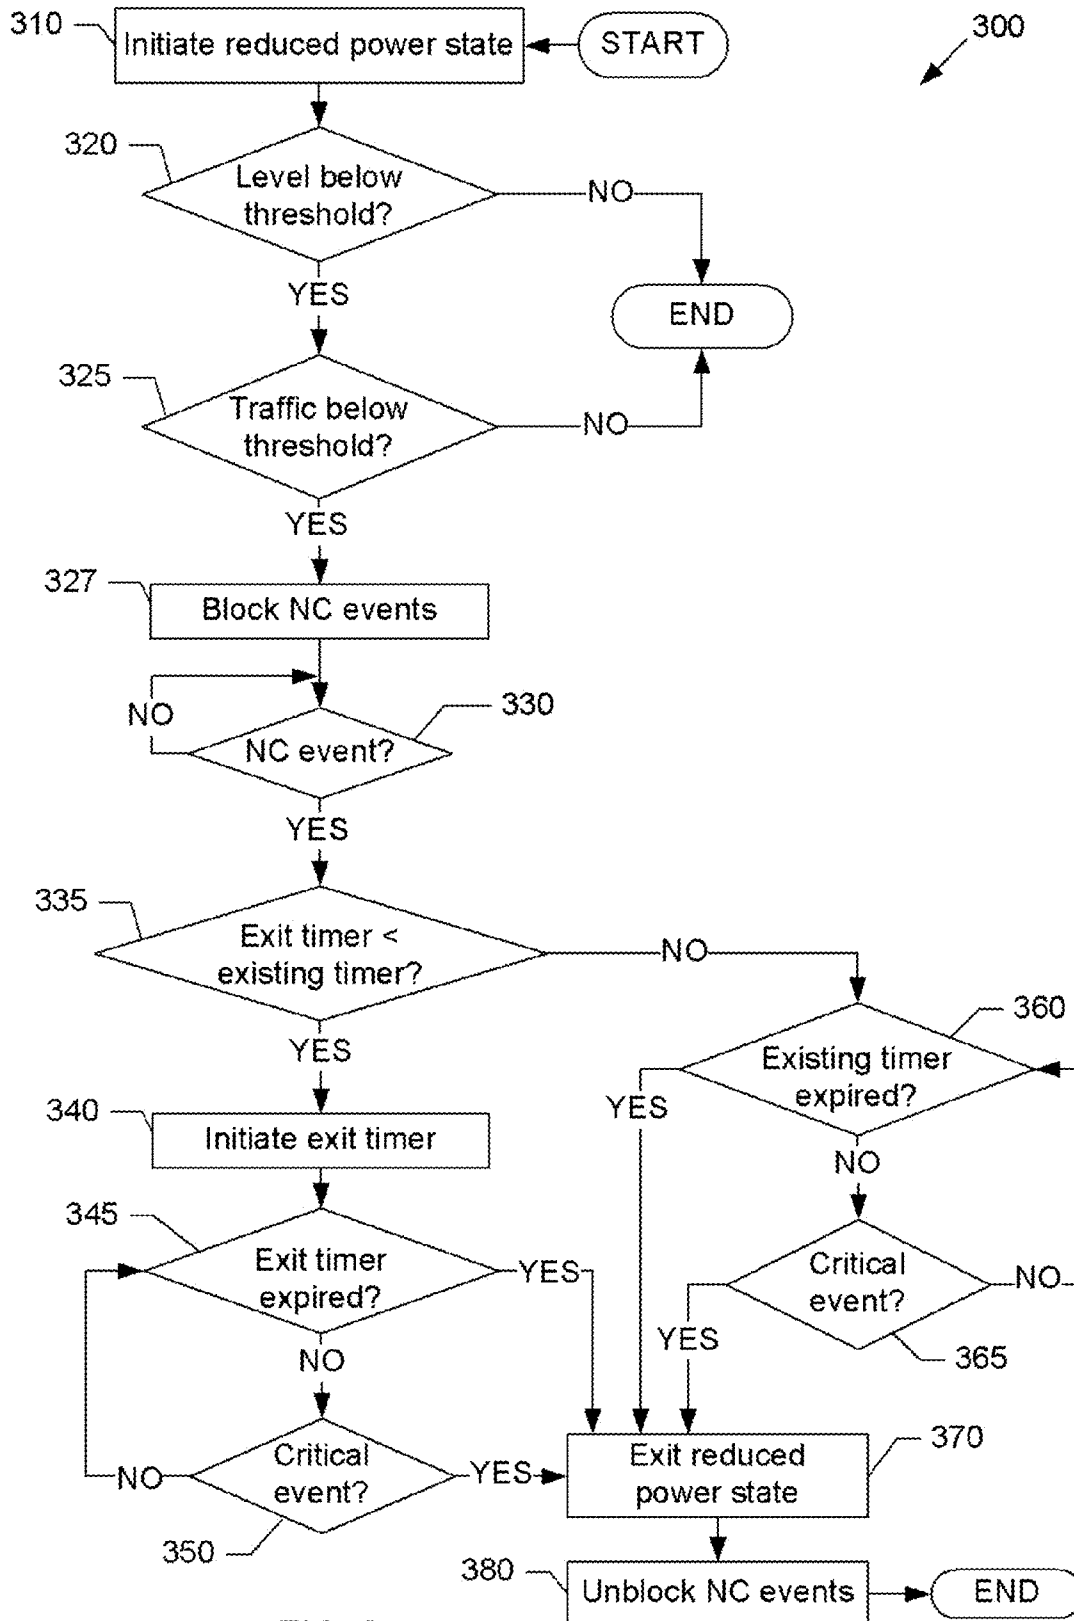 310
Initiate reduced power state
START
300
320
Level below
threshold?
NO
YES
END
325
Traffic below
threshold?
NO
YES
327
Block NC events
NO
330
NC event?
YES
335
Exit timer <
existing timer?
NO
YES
360
Existing timer
expired?
YES
NO
340
Initiate exit timer
345
Exit timer
expired?
YES
NO
Critical
event?
NO
YES
365
Critical
event?
NO
YES
350
Exit reduced
power state
370
380
Unblock NC events
END